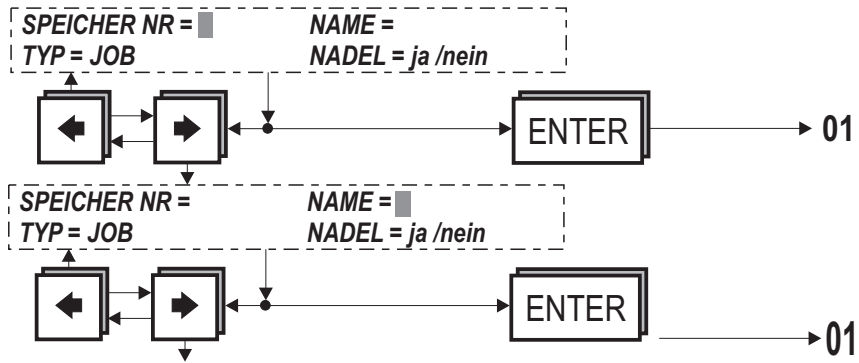 SPEICHER NR = NAME =
TYP = JOB NADEL = ja /nein
ENTER 01
SPEICHER NR = NAME =
TYP = JOB NADEL = ja /nein
ENTER 01